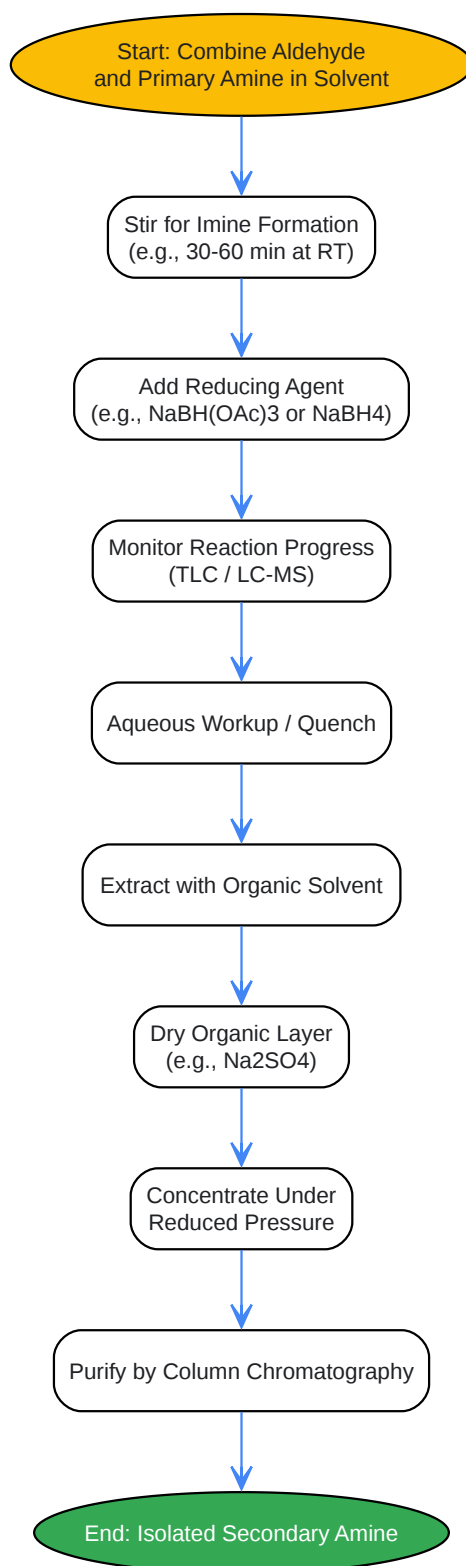 Start: Combine Aldehyde
and Primary Amine in Solvent
Stir for Imine Formation
(e.g., 30-60 min at RT)
Add Reducing Agent
(e.g., NaBH(OAc)3 or NaBH4)
Monitor Reaction Progress
(TLC / LC-MS)
Aqueous Workup / Quench
Extract with Organic Solvent
Dry Organic Layer
(e.g., Na2SO4)
Concentrate Under
Reduced Pressure
Purify by Column Chromatography
End: Isolated Secondary Amine